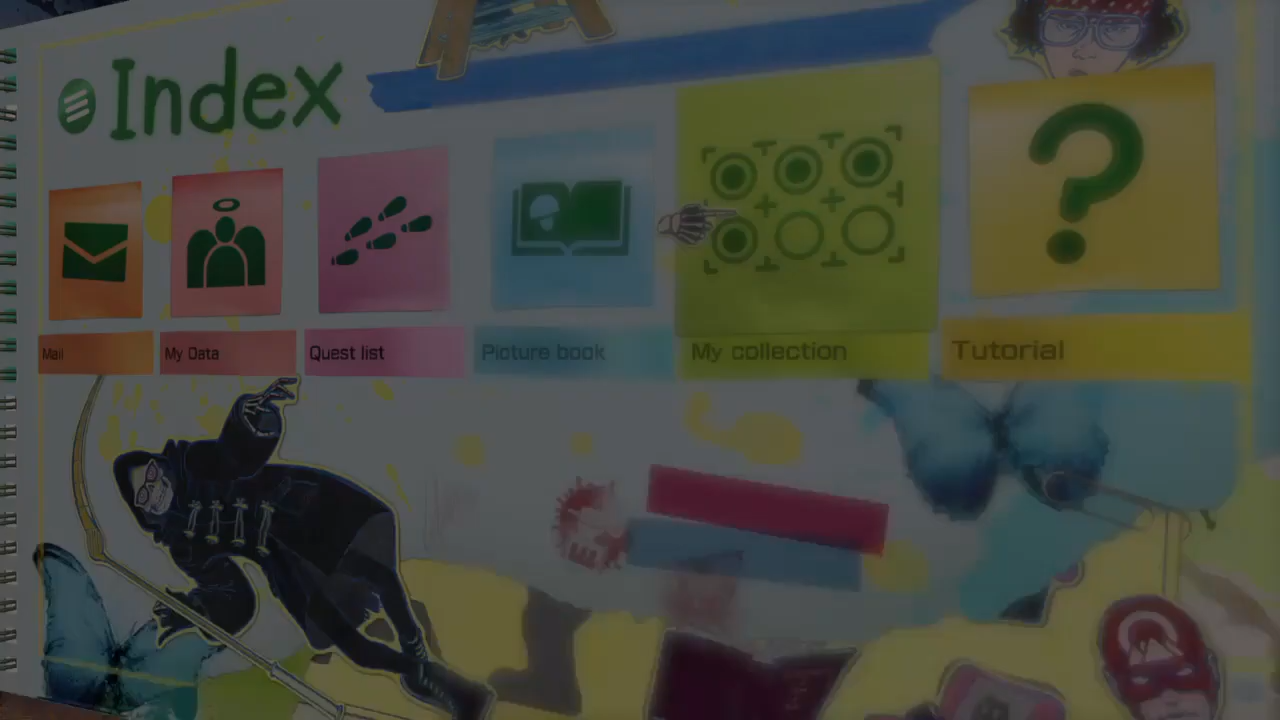 Index
Mail
My Data
Quest list
Picture book
My collection
Tutorial